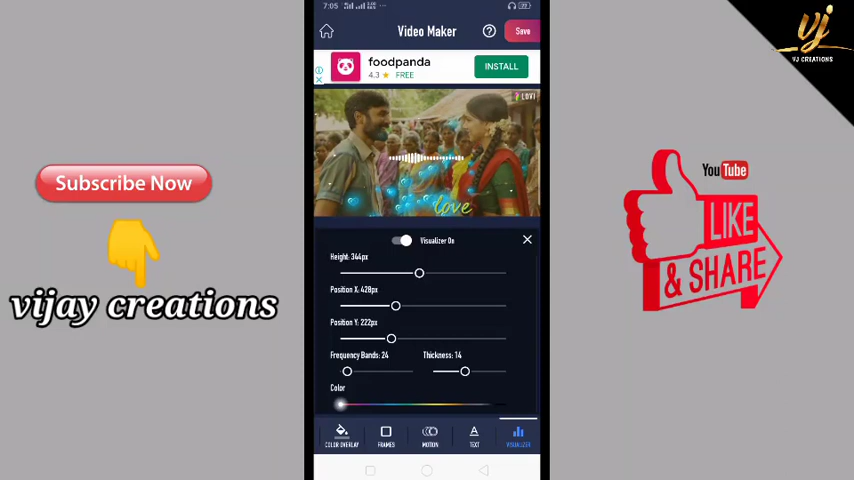 7:05
Video Maker
Save
foodpanda
4.3 ★ FREE
INSTALL
LOVI
love
Visualizer On
Height: 344px
Position X: 428px
Position Y: 222px
Frequency Bands: 24
Thickness: 14
Color
COLOR OVERLAY
FRAMES
MOTION
TEXT
VISUALIZER
Subscribe Now
vijay creations
vj
VJ CREATIONS
YouTube
LIKE
& SHARE